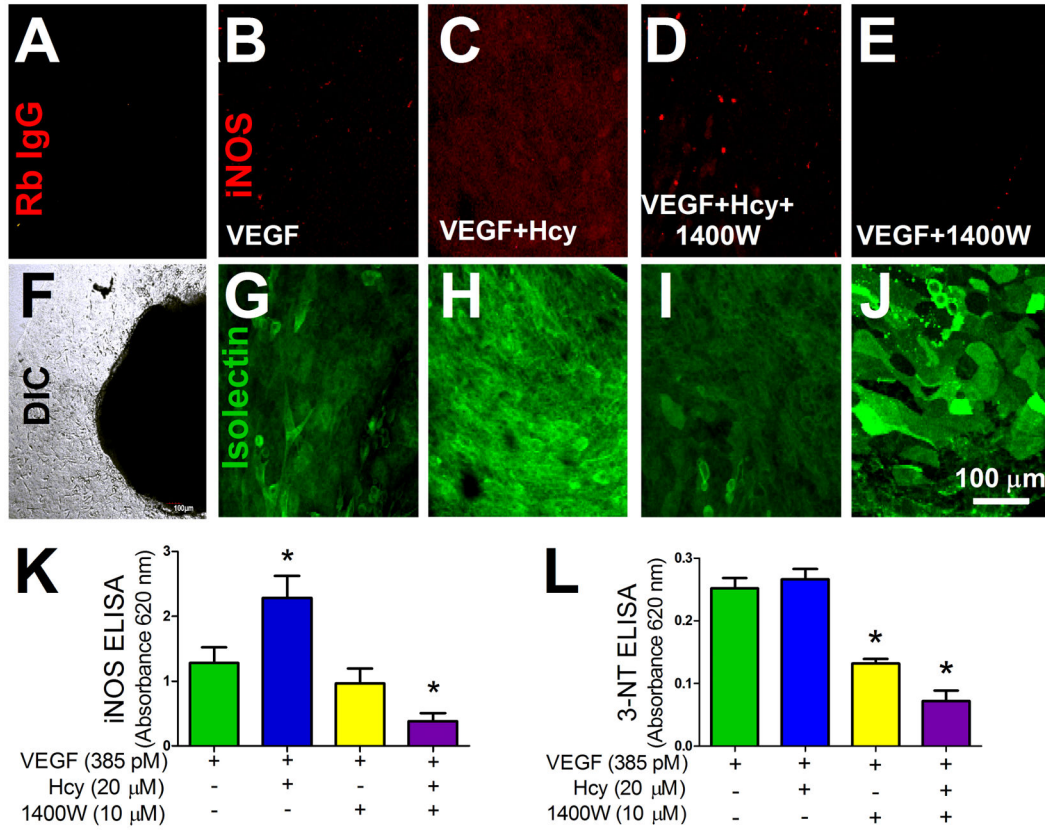 A
B
C
D
E
Rb IgG
iNOS
VEGF
VEGF+Hcy
VEGF+Hcy+
1400W
VEGF+1400W
F
G
H
I
J
DIC
Isolectin
100µm
100 µm
K
iNOS ELISA
(Absorbance 620 nm)
3
2
1
0
*
*
VEGF (385 pM) + + + +
Hcy (20 µM) - + - +
1400W (10 µM) - - + +
L
3-NT ELISA
(Absorbance 620 nm)
0.3
0.2
0.1
0.0
*
*
VEGF (385 pM) + + + +
Hcy (20 µM) - + - +
1400W (10 µM) - - + +